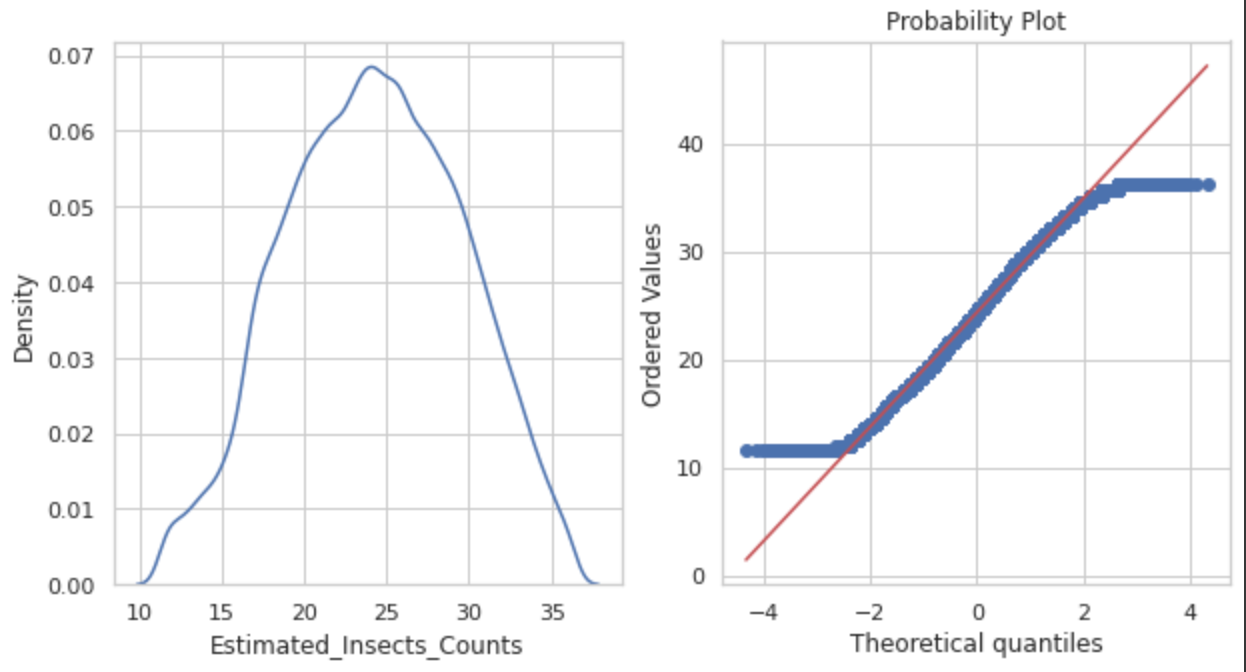 0.07
0.06
0.05
0.04
0.03
0.02
0.01
0.00
Density
10 15 20 25 30 35
Estimated_Insects_Counts
Probability Plot
40
30
20
10
0
Ordered Values
−4 −2 0 2 4
Theoretical quantiles